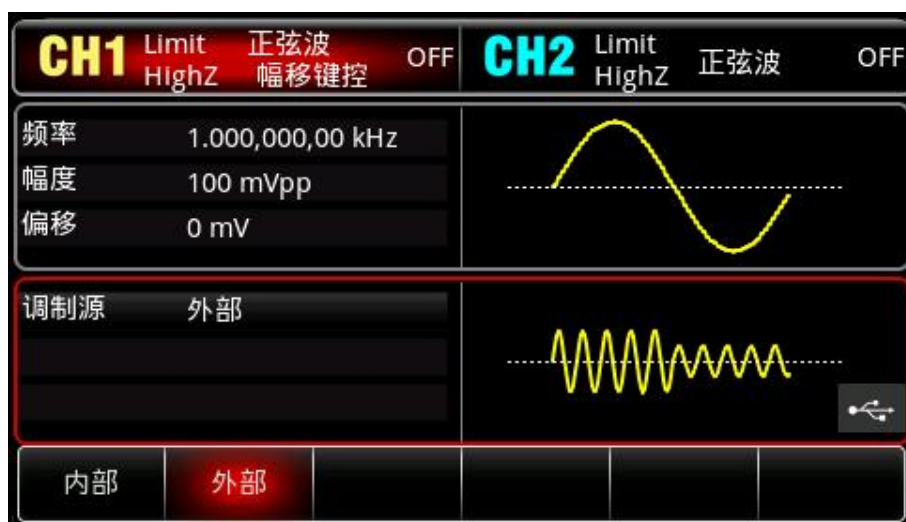 CH1 Limit 正弦波 OFF CH2 Limit 正弦波 OFF
HighZ 幅移键控 HighZ
频率 1.000,000,00 kHz
幅度 100 mVpp
偏移 0 mV
调制源 外部
内部 外部